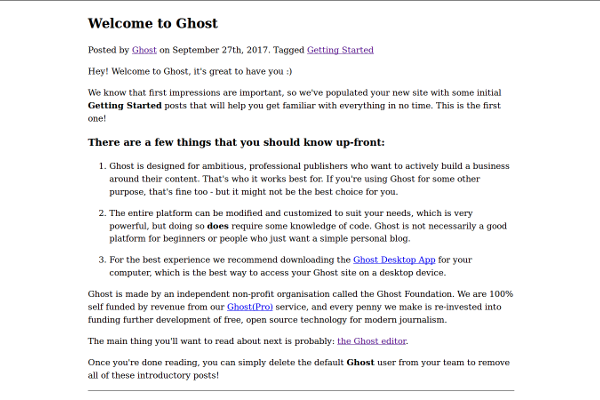 Welcome to Ghost
Posted by Ghost on September 27th, 2017. Tagged Getting Started
Hey! Welcome to Ghost, it's great to have you :)
We know that first impressions are important, so we've populated your new site with some initial
Getting Started posts that will help you get familiar with everything in no time. This is the first
one!
There are a few things that you should know up-front:
1. Ghost is designed for ambitious, professional publishers who want to actively build a business
around their content. That's who it works best for. If you're using Ghost for some other
purpose, that's fine too - but it might not be the best choice for you.
2. The entire platform can be modified and customized to suit your needs, which is very
powerful, but doing so does require some knowledge of code. Ghost is not necessarily a good
platform for beginners or people who just want a simple personal blog.
3. For the best experience we recommend downloading the Ghost Desktop App for your
computer, which is the best way to access your Ghost site on a desktop device.
Ghost is made by an independent non-profit organisation called the Ghost Foundation. We are 100%
self funded by revenue from our Ghost(Pro) service, and every penny we make is re-invested into
funding further development of free, open source technology for modern journalism.
The main thing you'll want to read about next is probably: the Ghost editor.
Once you're done reading, you can simply delete the default Ghost user from your team to remove
all of these introductory posts!